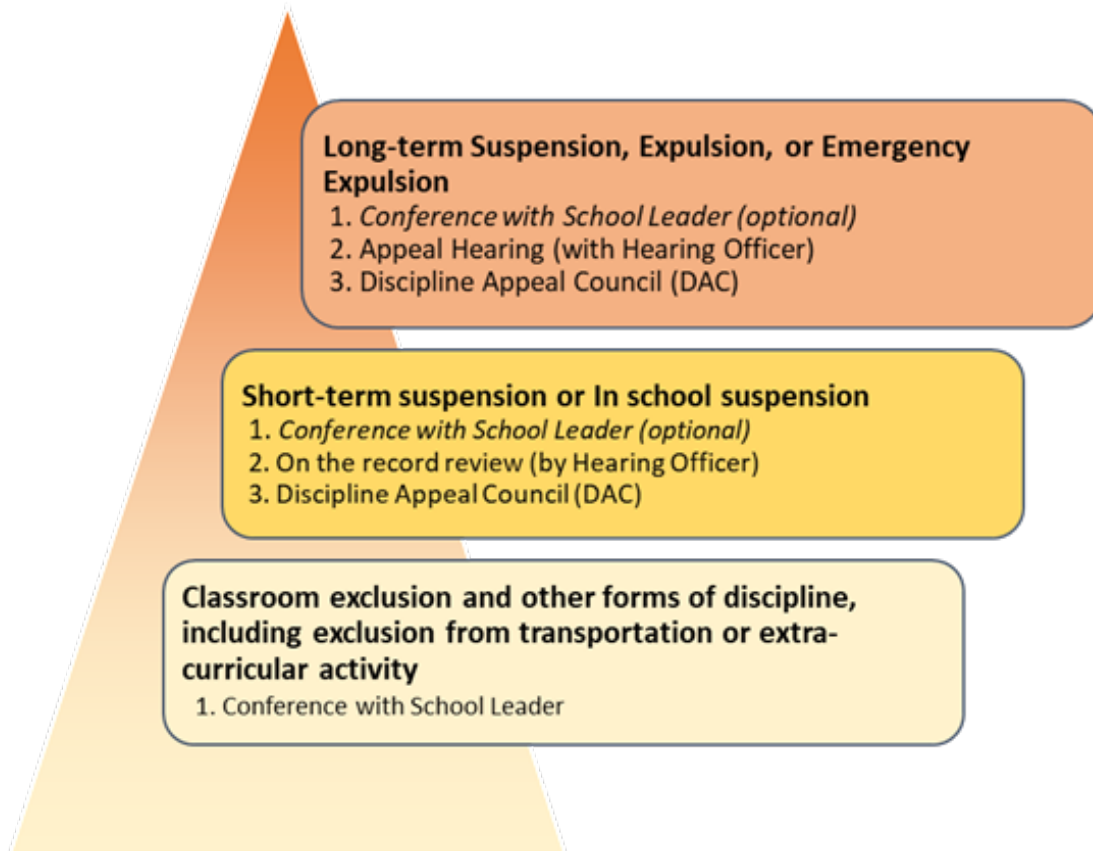 Long-term Suspension, Expulsion, or Emergency
Expulsion
1. Conference with School Leader (optional)
2. Appeal Hearing (with Hearing Officer)
3. Discipline Appeal Council (DAC)
Short-term suspension or In school suspension
1. Conference with School Leader (optional)
2. On the record review (by Hearing Officer)
3. Discipline Appeal Council (DAC)
Classroom exclusion and other forms of discipline,
including exclusion from transportation or extra-
curricular activity
1. Conference with School Leader